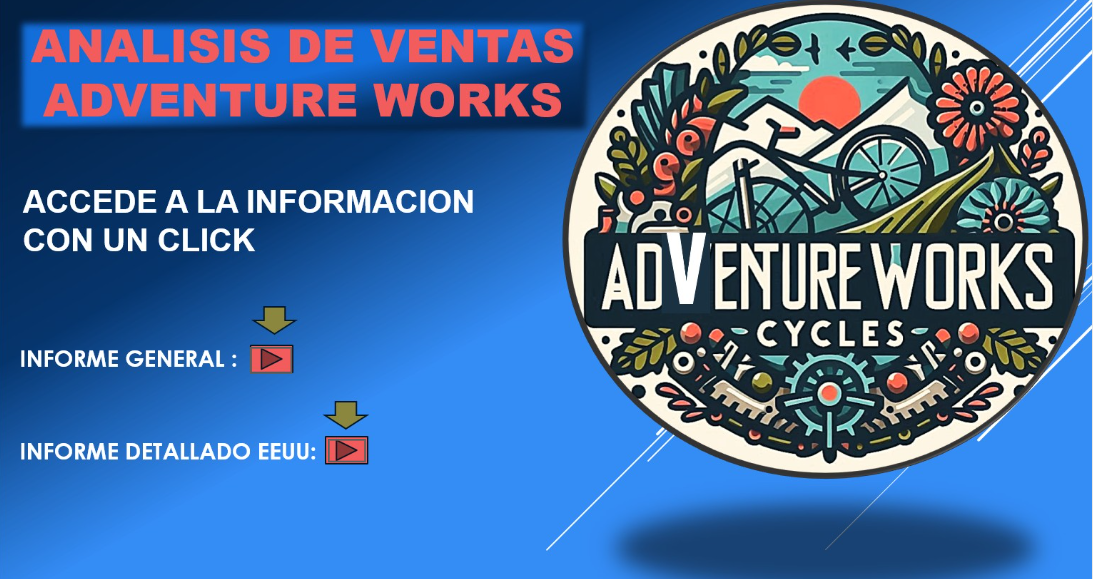 ANALISIS DE VENTAS
ADVENTURE WORKS
ACCEDE A LA INFORMACION
CON UN CLICK
INFORME GENERAL :
INFORME DETALLADO EEUU:
ADVENTURE WORKS
CYCLES